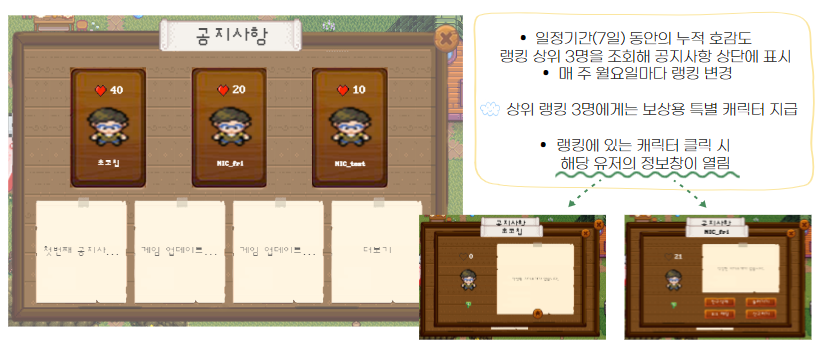 공지사항
40
20
10
초코칩
NIC_fri
NIC_test
첫번째 공지사...
게임 업데이트...
게임 업데이트...
더보기
일정기간(7일) 동안의 누적 호감도
랭킹 상위 3명을 조회해 공지사항 상단에 표시
매 주 월요일마다 랭킹 변경
상위 랭킹 3명에게는 보상용 특별 캐릭터 지급
랭킹에 있는 캐릭터 클릭 시
해당 유저의 정보창이 열림
공지사항
초코칩
0
공지사항
NIC_fri
21